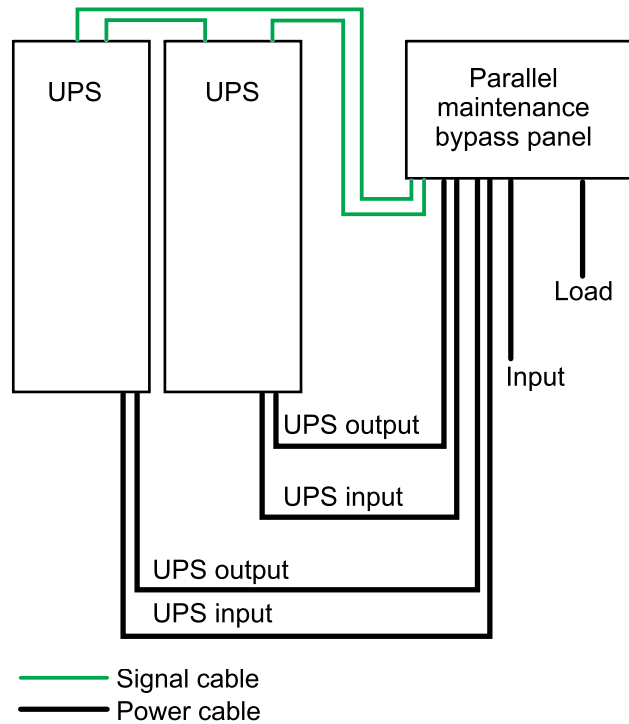 UPS
UPS
Parallel
maintenance
bypass panel
Load
Input
UPS output
UPS input
UPS output
UPS input
Signal cable
Power cable